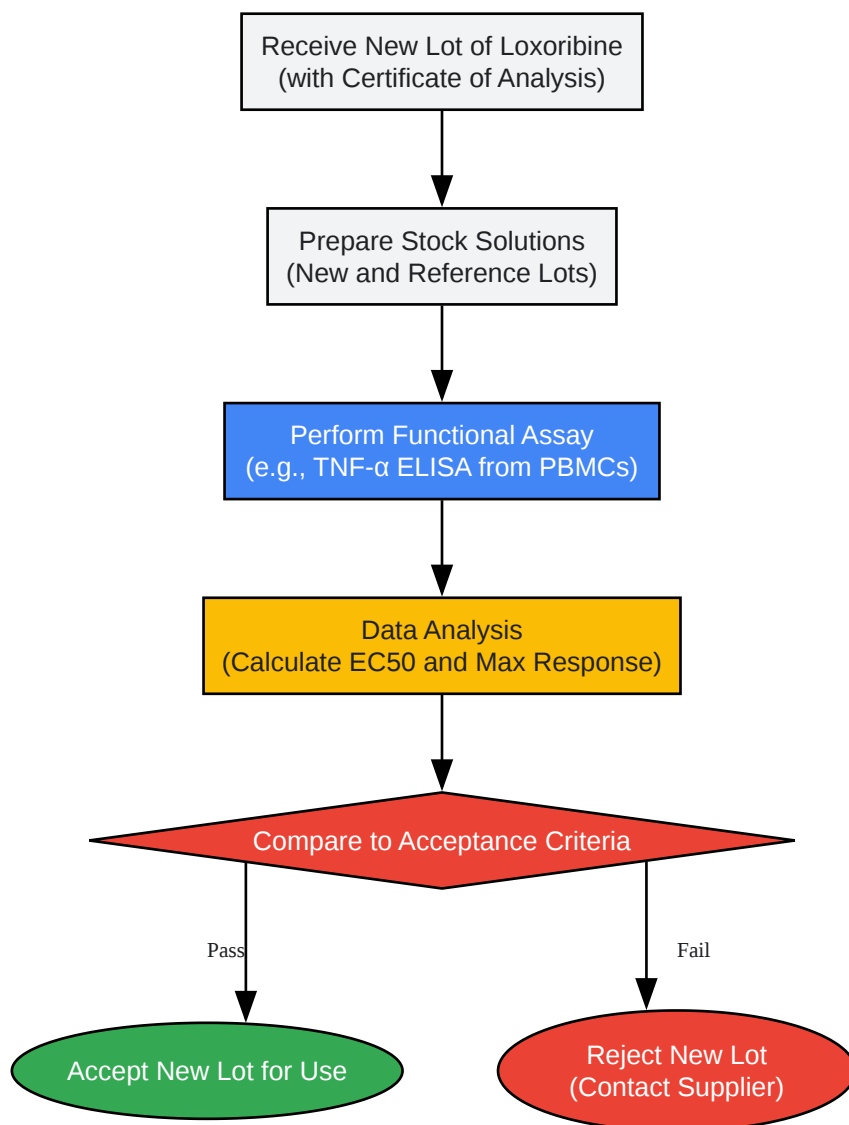 Receive New Lot of Loxoribine
(with Certificate of Analysis)
Prepare Stock Solutions
(New and Reference Lots)
Perform Functional Assay
(e.g., TNF-α ELISA from PBMCs)
Data Analysis
(Calculate EC50 and Max Response)
Compare to Acceptance Criteria
Pass
Fail
Accept New Lot for Use
Reject New Lot
(Contact Supplier)